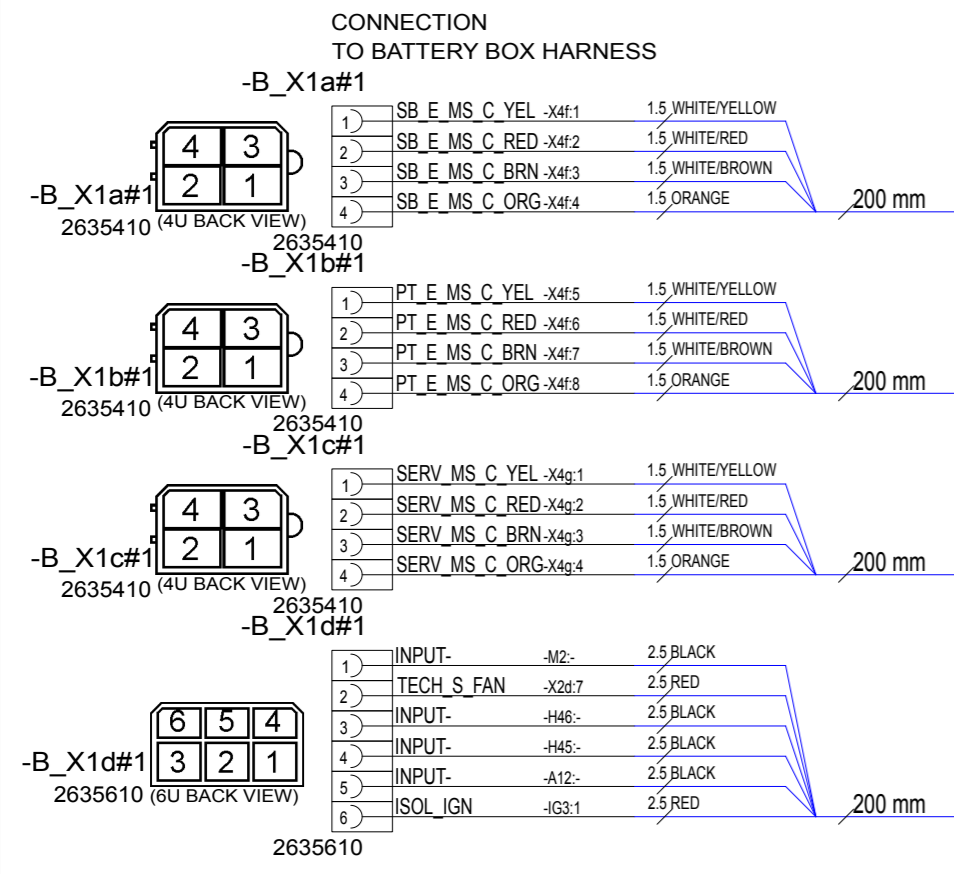 CONNECTION
TO BATTERY BOX HARNESS
-B_X1a#1
1 SB_E_MS_C_YEL -X4f:1 1.5 WHITE/YELLOW
2 SB_E_MS_C_RED -X4f:2 1.5 WHITE/RED
3 SB_E_MS_C_BRN -X4f:3 1.5 WHITE/BROWN
4 SB_E_MS_C_ORG -X4f:4 1.5 ORANGE
200 mm
4 3
2 1
-B_X1a#1
2635410 (4U BACK VIEW)
2635410
-B_X1b#1
1 PT_E_MS_C_YEL -X4f:5 1.5 WHITE/YELLOW
2 PT_E_MS_C_RED -X4f:6 1.5 WHITE/RED
3 PT_E_MS_C_BRN -X4f:7 1.5 WHITE/BROWN
4 PT_E_MS_C_ORG -X4f:8 1.5 ORANGE
200 mm
4 3
2 1
-B_X1b#1
2635410 (4U BACK VIEW)
2635410
-B_X1c#1
1 SERV_MS_C_YEL -X4g:1 1.5 WHITE/YELLOW
2 SERV_MS_C_RED -X4g:2 1.5 WHITE/RED
3 SERV_MS_C_BRN -X4g:3 1.5 WHITE/BROWN
4 SERV_MS_C_ORG -X4g:4 1.5 ORANGE
200 mm
4 3
2 1
-B_X1c#1
2635410 (4U BACK VIEW)
2635410
-B_X1d#1
1 INPUT- -M2:- 2.5 BLACK
2 TECH_S_FAN -X2d:7 2.5 RED
3 INPUT- -H46:- 2.5 BLACK
4 INPUT- -H45:- 2.5 BLACK
5 INPUT- -A12:- 2.5 BLACK
6 ISOL_IGN -IG3:1 2.5 RED
200 mm
6 5 4
3 2 1
-B_X1d#1
2635610 (6U BACK VIEW)
2635610